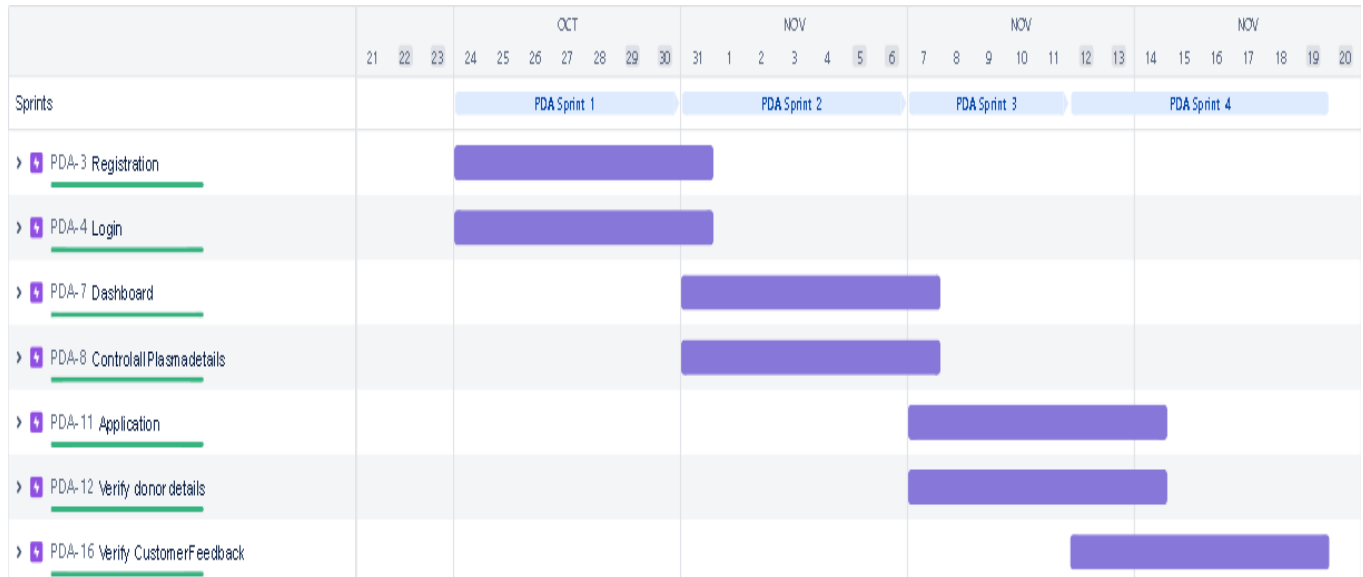 OCT NOV NOV NOV
21 22 23 24 25 26 27 28 29 30 31 1 2 3 4 5 6 7 8 9 10 11 12 13 14 15 16 17 18 19 20
Sprints PDA Sprint 1 PDA Sprint 2 PDA Sprint 3 PDA Sprint 4
PDA-3 Registration
PDA-4 Login
PDA-7 Dashboard
PDA-8 Controlall Plasmadetails
PDA-11 Application
PDA-12 Verify donor details
PDA-16 Verify CustomerFeedback